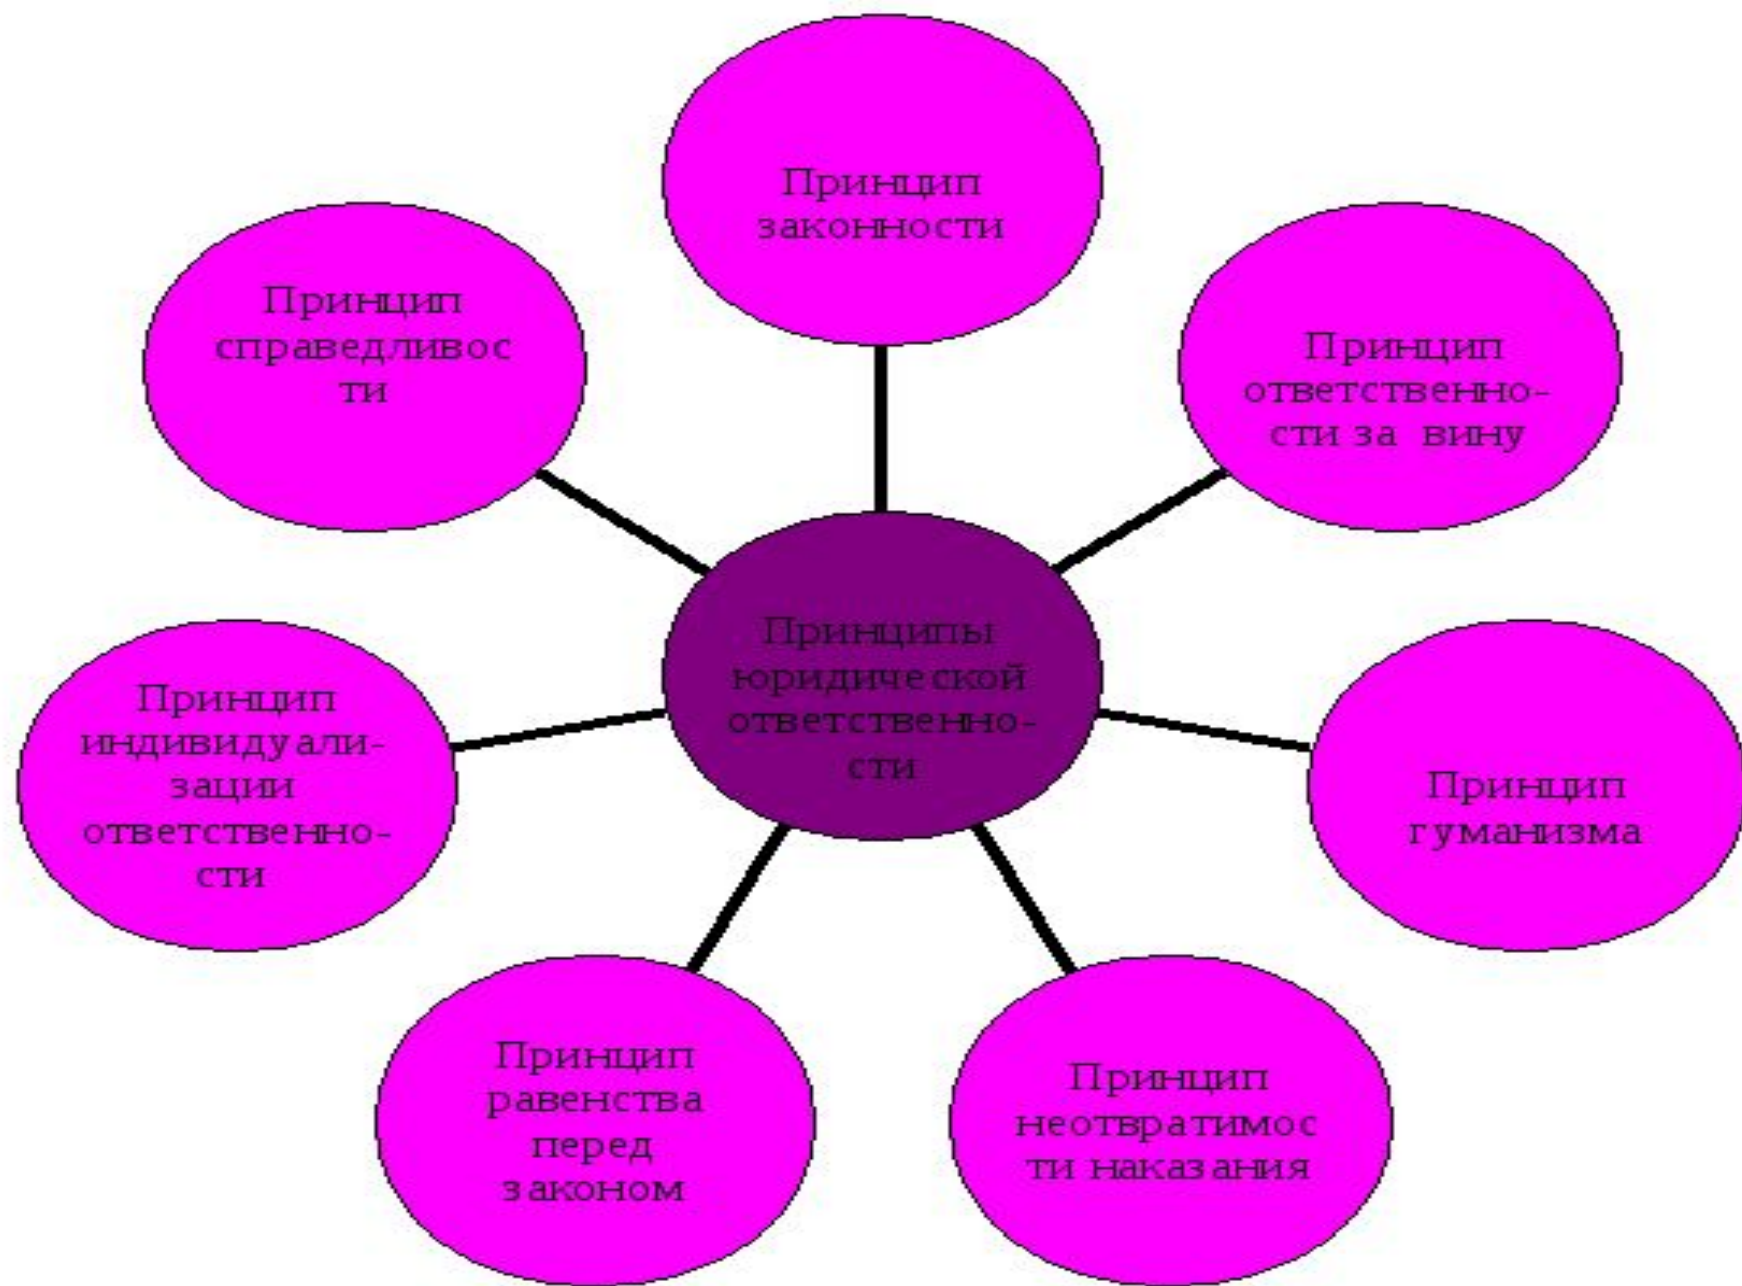 Принцип
законности
Принцип
ответственно-
сти за вину
Принцип
гуманизма
Принцип
неотвратимос
ти наказания
Принцип
равенства
перед
законом
Принцип
индивидуали-
зации
ответственно-
сти
Принцип
справедливос
ти
Принципы
юридической
ответственно-
сти